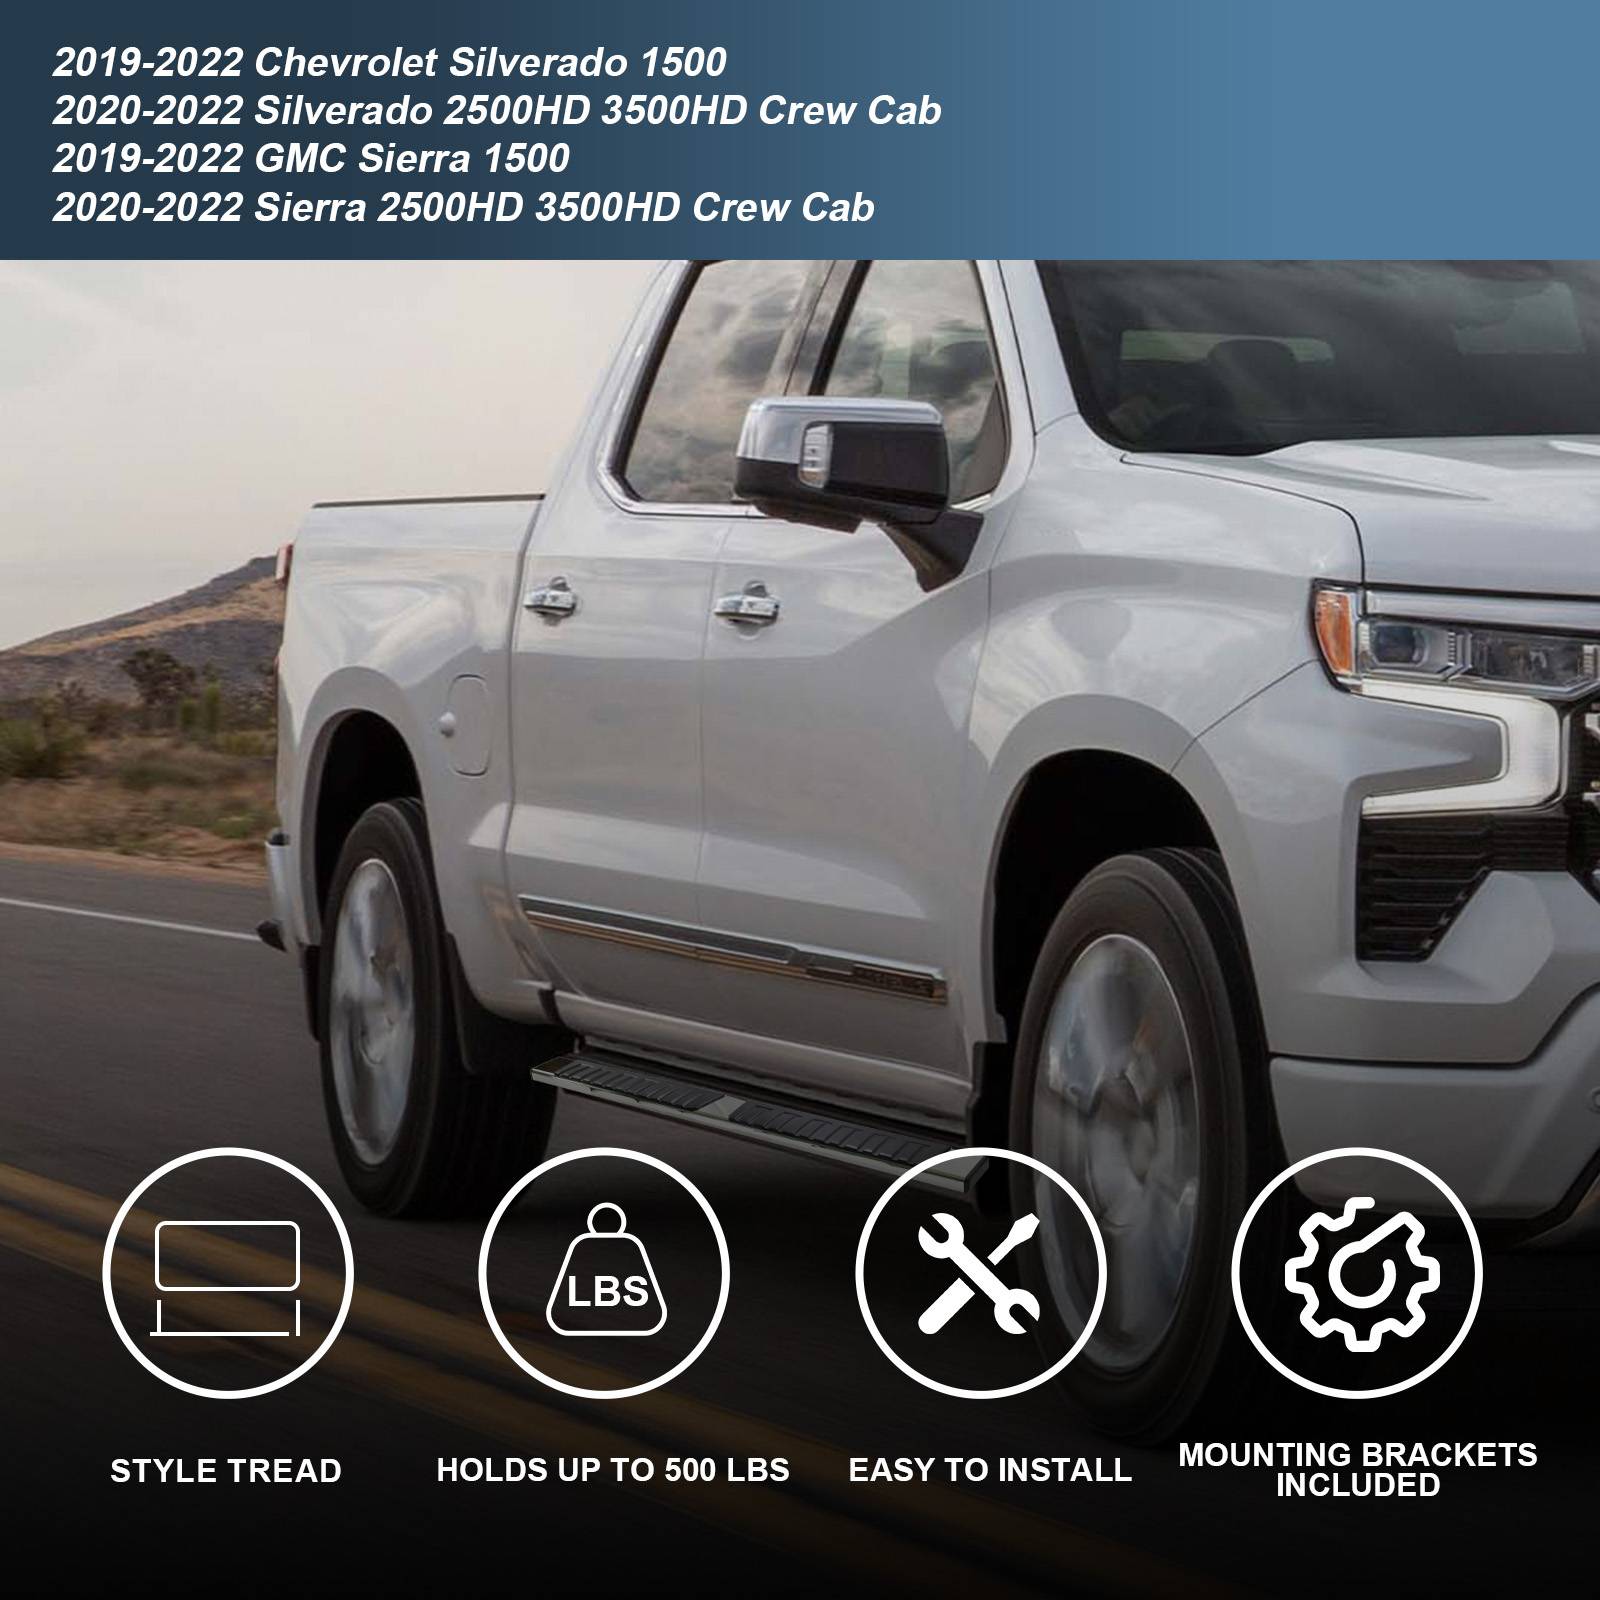 2019-2022 Chevrolet Silverado 1500
2020-2022 Silverado 2500HD 3500HD Crew Cab
2019-2022 GMC Sierra 1500
2020-2022 Sierra 2500HD 3500HD Crew Cab
LBS
STYLE TREAD
HOLDS UP TO 500 LBS
EASY TO INSTALL
MOUNTING BRACKETS
INCLUDED